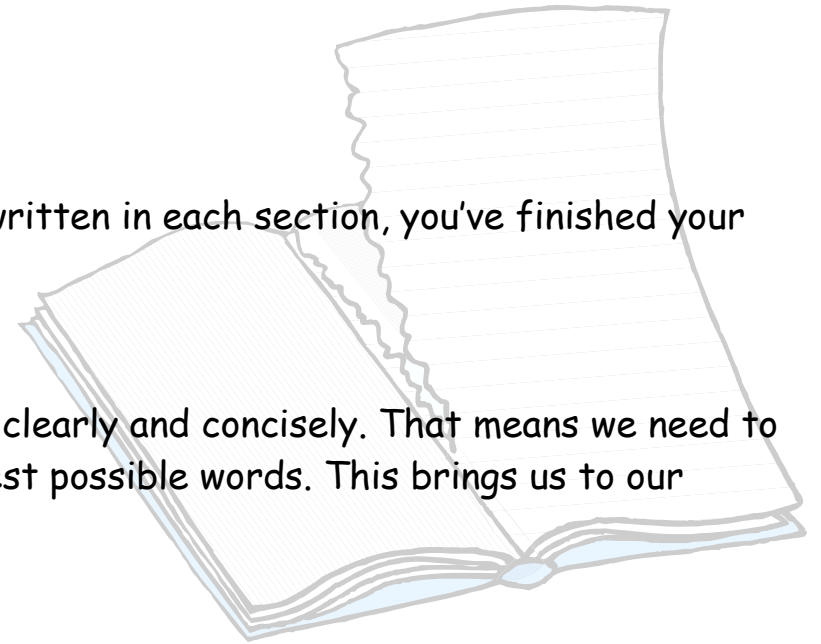 written in each section, you've finished your
clearly and concisely. That means we need to
possible words. This brings us to our